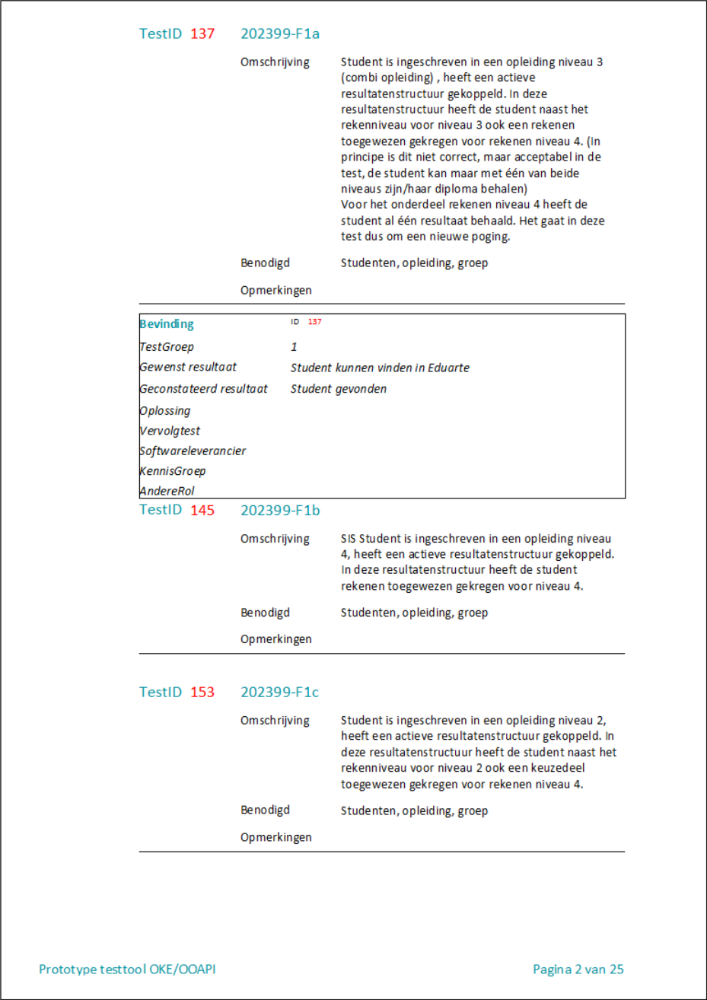 TestID 137 202399-F1a
Omschrijving Student is ingeschreven in een opleiding niveau 3
(combi opleiding) , heeft een actieve
resultatenstructuur gekoppeld. In deze
resultatenstructuur heeft de student naast het
rekenniveau voor niveau 3 ook een rekenen
toegewezen gekregen voor rekenen niveau 4. (In
principe is dit niet correct, maar acceptabel in de
test, de student kan maar met één van beide
niveaus zijn/haar diploma behalen)
Voor het onderdeel rekenen niveau 4 heeft de
student al één resultaat behaald. Het gaat in deze
test dus om een nieuwe poging.
Benodigd Studenten, opleiding, groep
Opmerkingen
Bevinding ID 137
TestGroep 1
Gewenst resultaat Student kunnen vinden in Eduarte
Geconstateerd resultaat Student gevonden
Oplossing
Vervolgtest
Softwareleverancier
KennisGroep
AndereRol
TestID 145 202399-F1b
Omschrijving SIS Student is ingeschreven in een opleiding niveau
4, heeft een actieve resultatenstructuur gekoppeld.
In deze resultatenstructuur heeft de student
rekenen toegewezen gekregen voor niveau 4.
Benodigd Studenten, opleiding, groep
Opmerkingen
TestID 153 202399-F1c
Omschrijving Student is ingeschreven in een opleiding niveau 2,
heeft een actieve resultatenstructuur gekoppeld. In
deze resultatenstructuur heeft de student naast het
rekenniveau voor niveau 2 ook een keuzedeel
toegewezen gekregen voor rekenen niveau 4.
Benodigd Studenten, opleiding, groep
Opmerkingen
Prototype testtool OKE/OOAPI Pagina 2 van 25